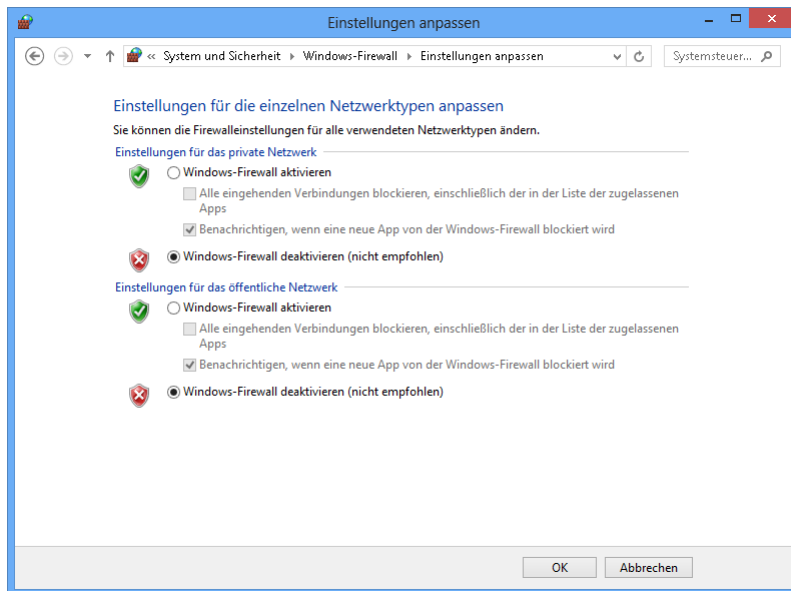 Einstellungen anpassen
« System und Sicherheit Windows-Firewall Einstellungen anpassen Systemsteuer...
Einstellungen für die einzelnen Netzwerktypen anpassen
Sie können die Firewalleinstellungen für alle verwendeten Netzwerktypen ändern.
Einstellungen für das private Netzwerk
Windows-Firewall aktivieren
Alle eingehenden Verbindungen blockieren, einschließlich der in der Liste der zugelassenen
Apps
Benachrichtigen, wenn eine neue App von der Windows-Firewall blockiert wird
Windows-Firewall deaktivieren (nicht empfohlen)
Einstellungen für das öffentliche Netzwerk
Windows-Firewall aktivieren
Alle eingehenden Verbindungen blockieren, einschließlich der in der Liste der zugelassenen
Apps
Benachrichtigen, wenn eine neue App von der Windows-Firewall blockiert wird
Windows-Firewall deaktivieren (nicht empfohlen)
OK Abbrechen